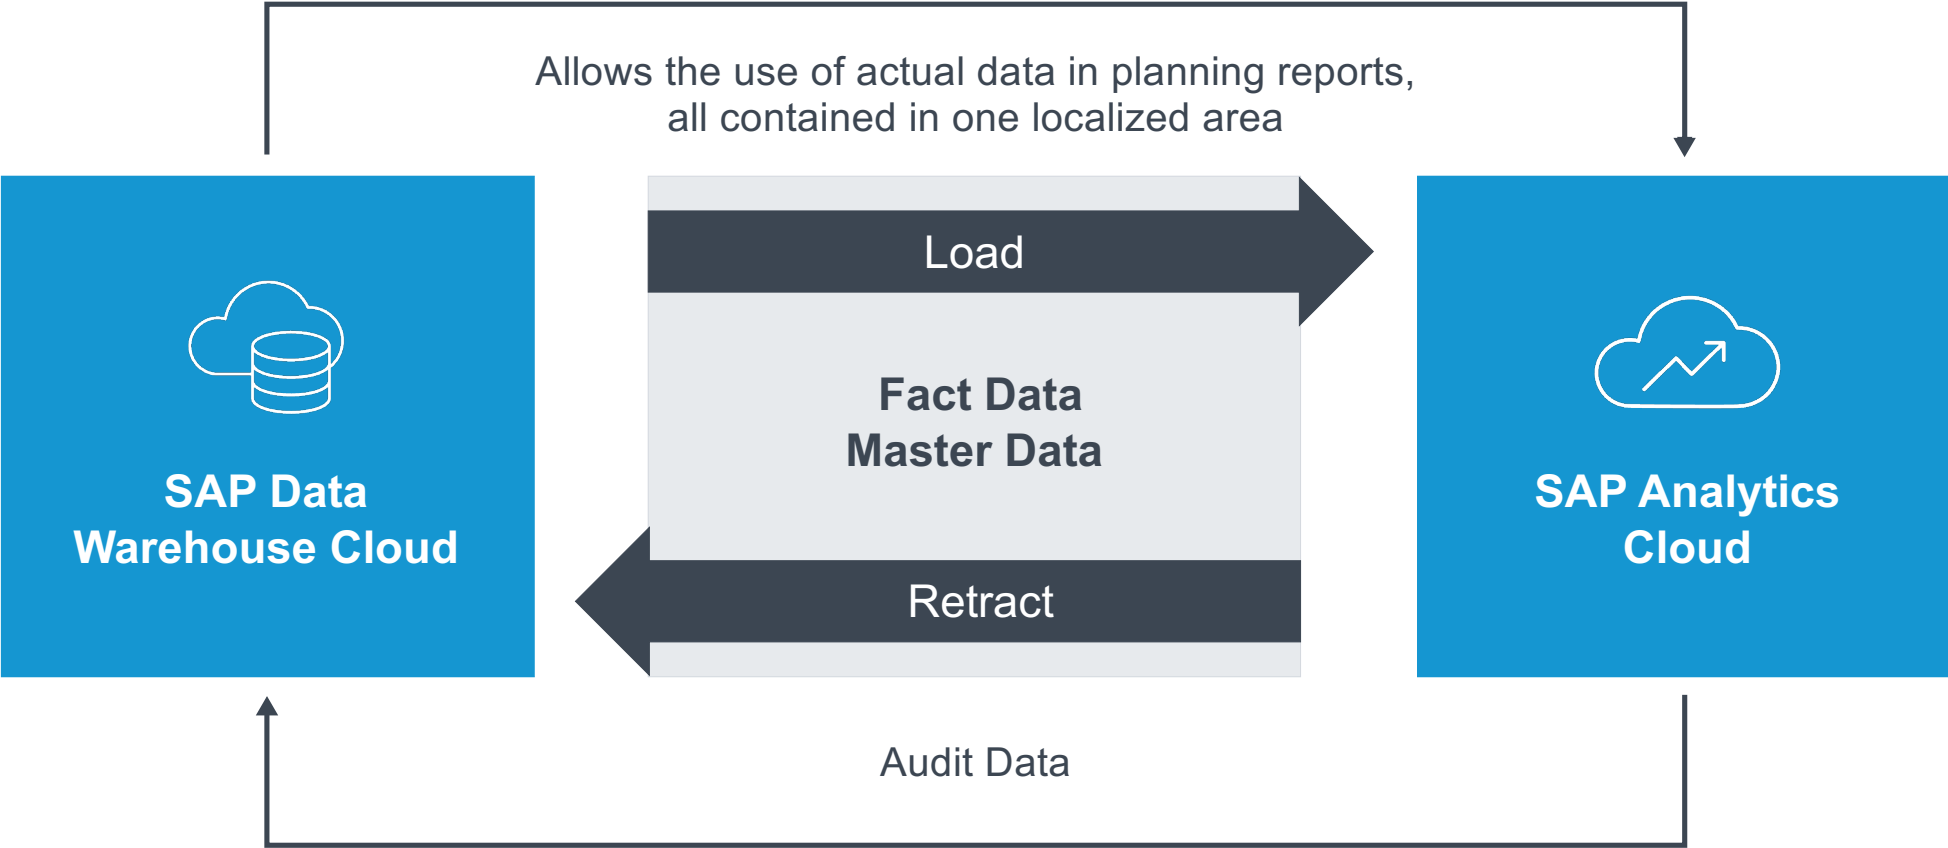 Allows the use of actual data in planning reports,
all contained in one localized area
Load
Fact Data
Master Data
SAP Data
Warehouse Cloud
SAP Analytics
Cloud
Retract
Audit Data